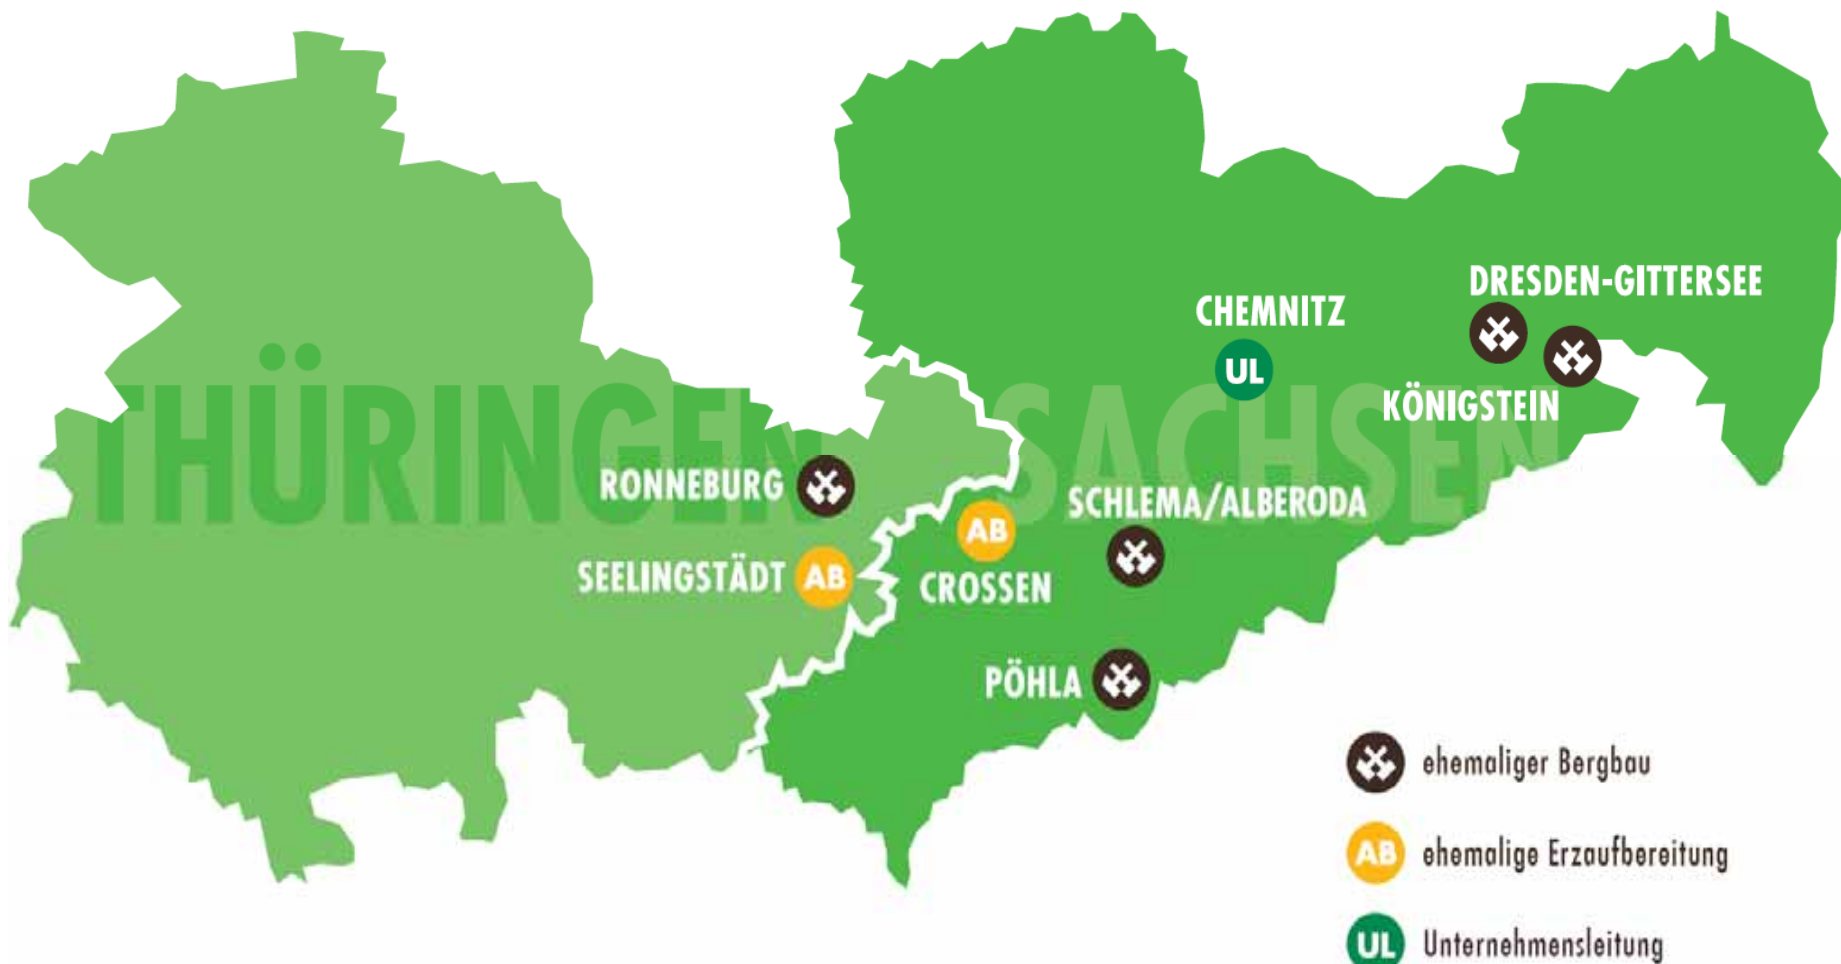 DRESDEN-GITTERSEE
CHEMNITZ
UL
KÖNIGSTEIN
THÜRINGEN
SACHSEN
RONNEBURG
SCHLEMA/ALBERODA
AB
SEELINGSTÄDT
AB
CROSSEN
PÖHLA
ehemaliger Bergbau
AB
ehemalige Erzaufbereitung
UL
Unternehmensleitung